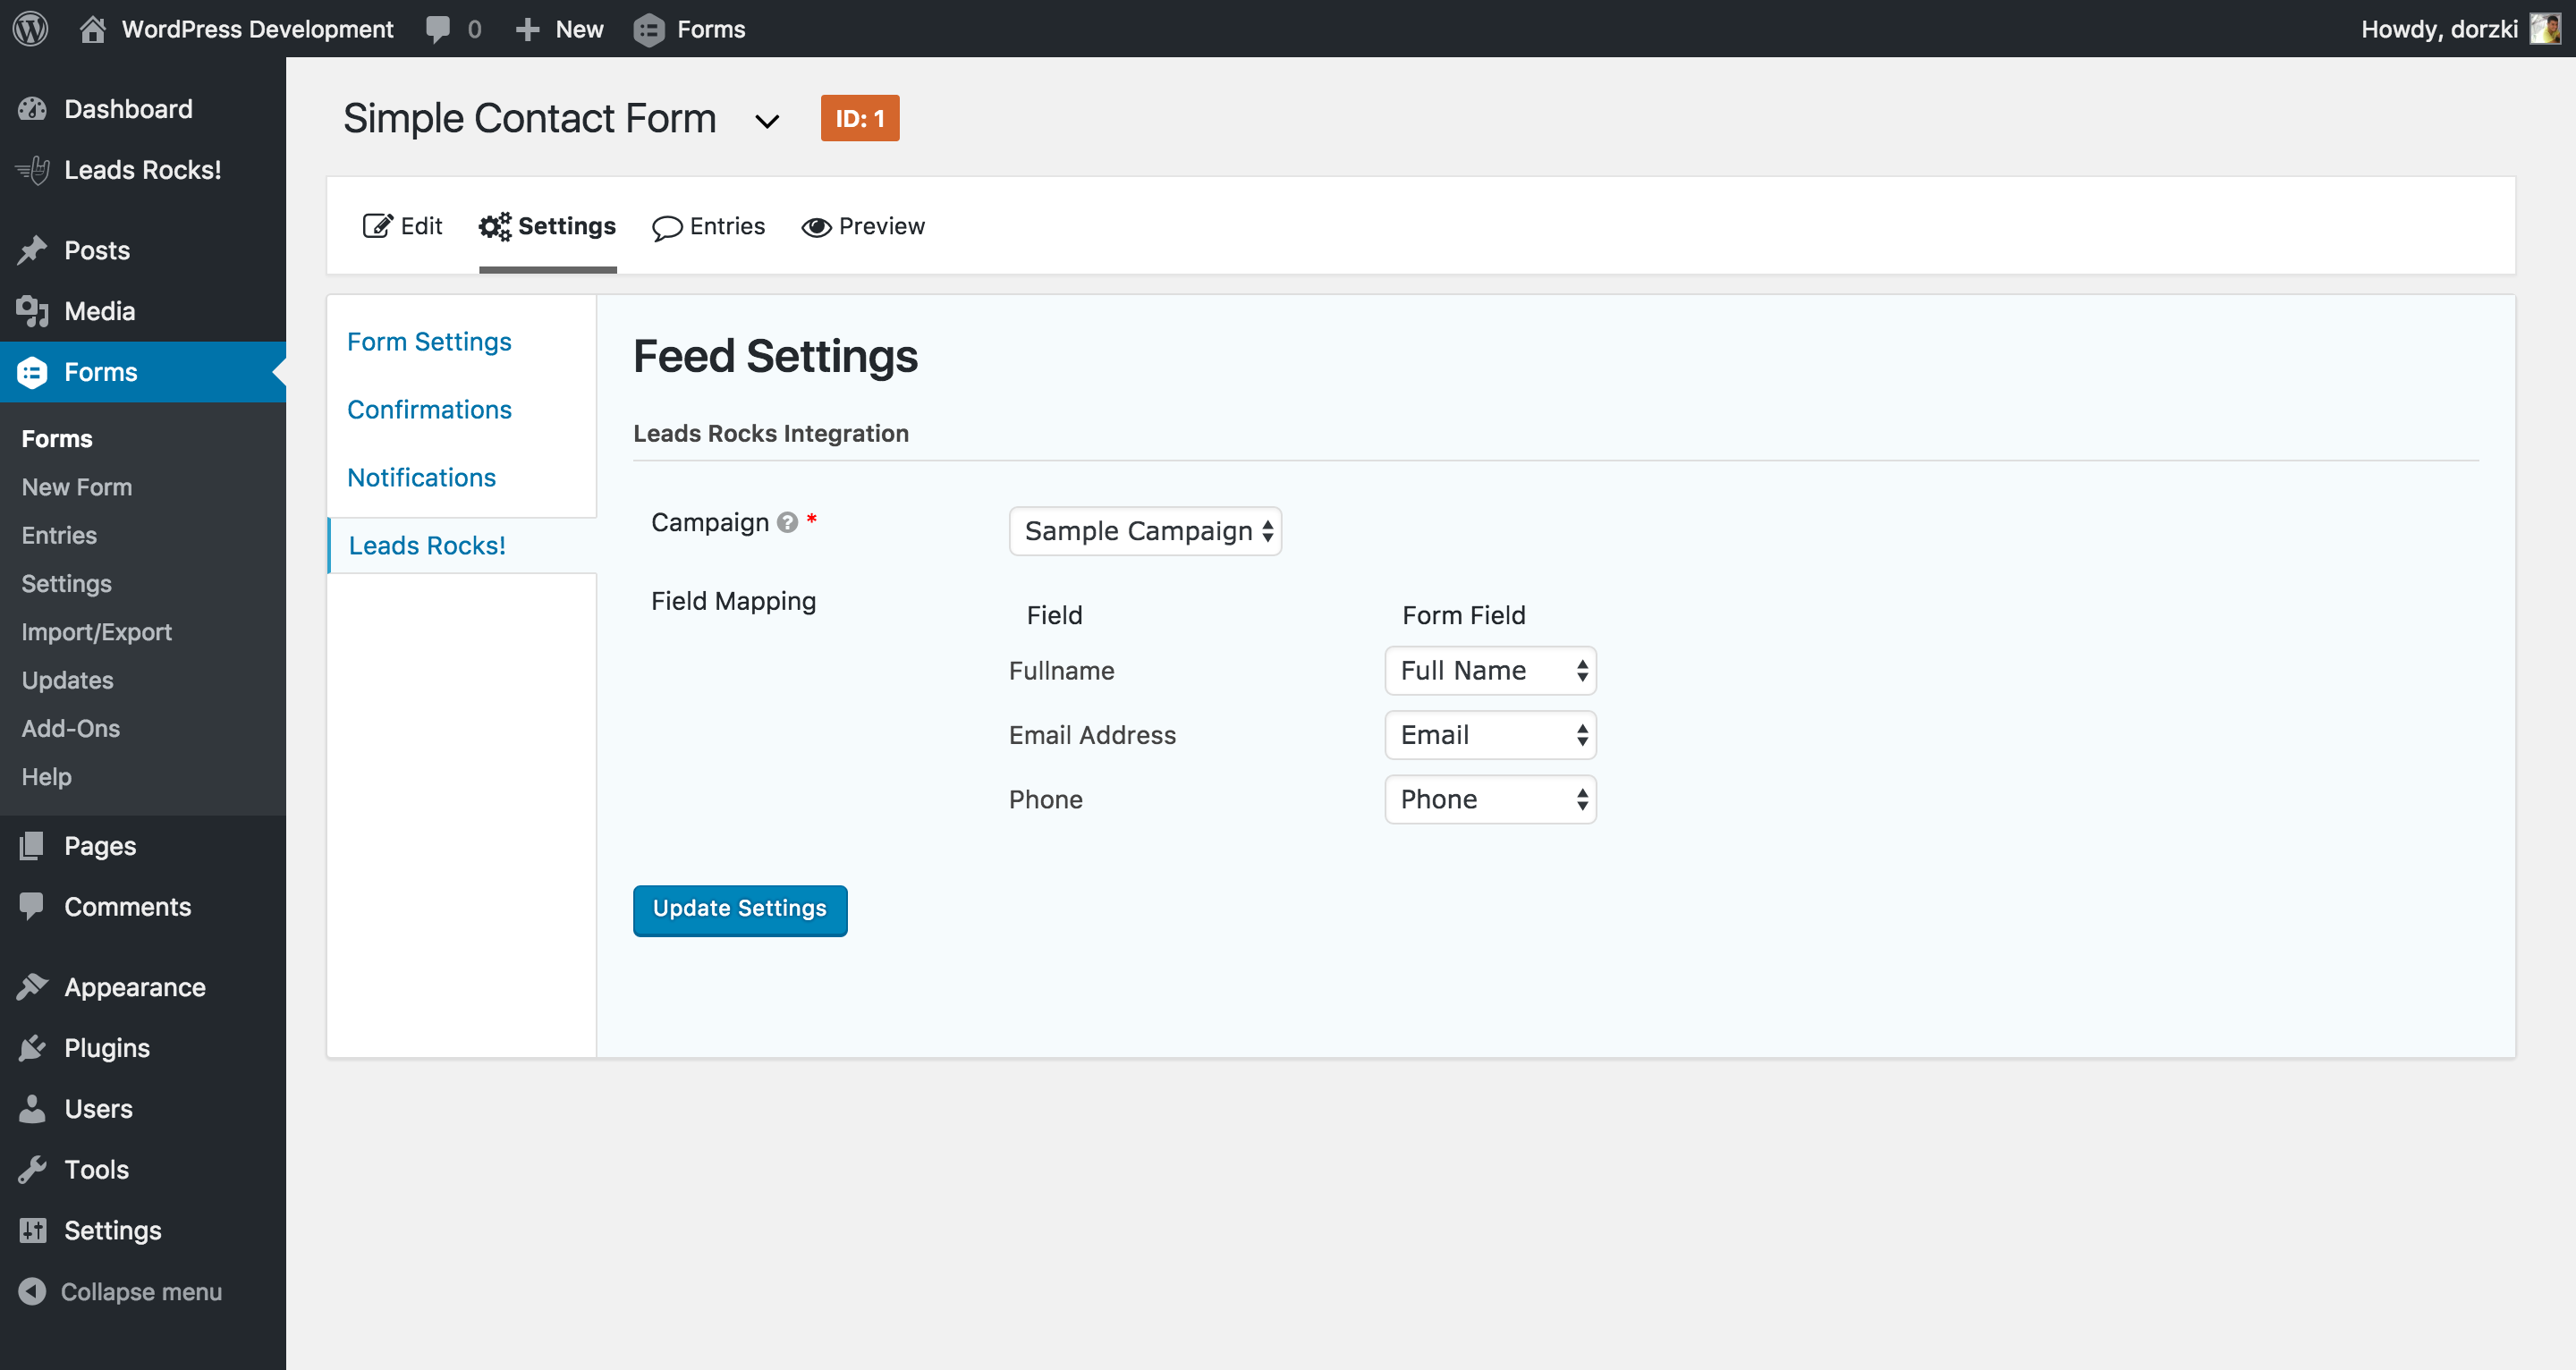 WordPress Development 0 New Forms Howdy, dorzki
Dashboard
Leads Rocks!
Posts
Media
Forms
Forms
New Form
Entries
Settings
Import/Export
Updates
Add-Ons
Help
Pages
Comments
Appearance
Plugins
Users
Tools
Settings
Collapse menu
Simple Contact Form ID: 1
Edit Settings Entries Preview
Form Settings
Confirmations
Notifications
Leads Rocks!
Feed Settings
Leads Rocks Integration
Campaign ? * Sample Campaign
Field Mapping
Field Form Field
Fullname Full Name
Email Address Email
Phone Phone
Update Settings